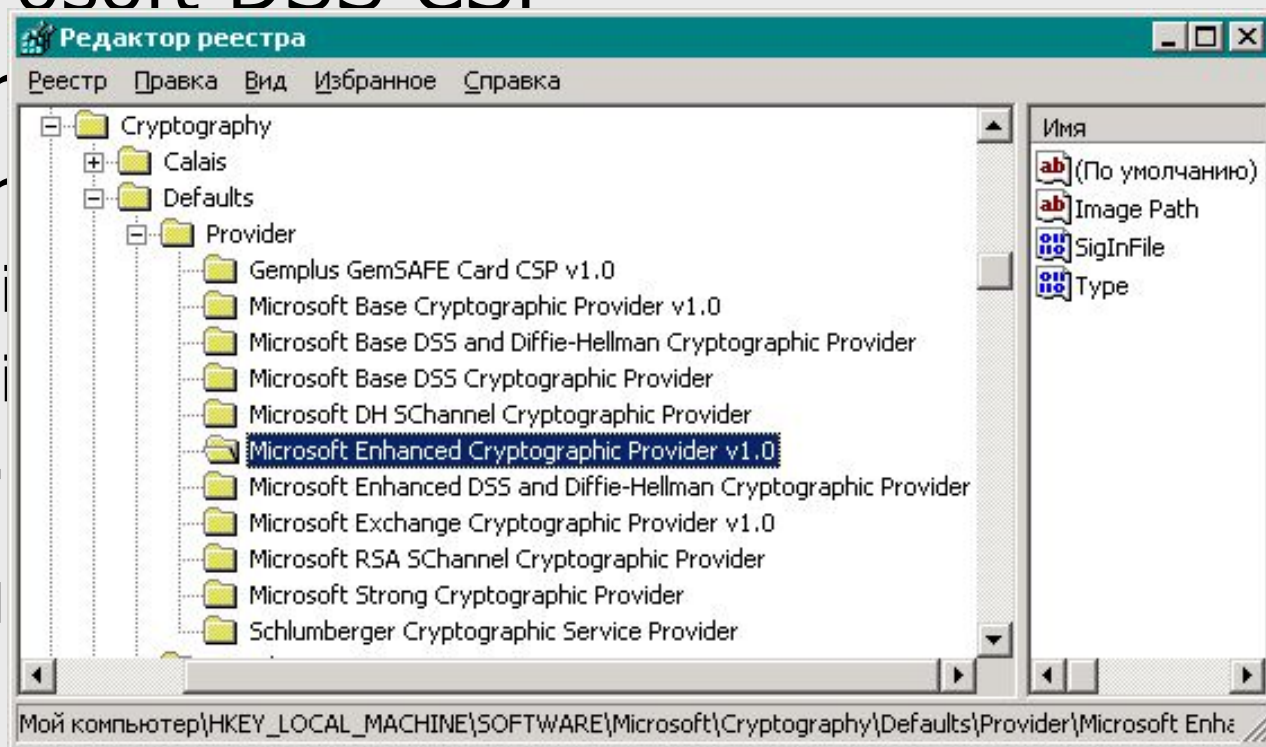 osoft DSS CSP
Редактор реестра
Реестр Правка Вид Избранное Справка
Cryptography
Calais
Defaults
Provider
Gemplus GemSAFE Card CSP v1.0
Microsoft Base Cryptographic Provider v1.0
Microsoft Base DSS and Diffie-Hellman Cryptographic Provider
Microsoft Base DSS Cryptographic Provider
Microsoft DH SChannel Cryptographic Provider
Microsoft Enhanced Cryptographic Provider v1.0
Microsoft Enhanced DSS and Diffie-Hellman Cryptographic Provider
Microsoft Exchange Cryptographic Provider v1.0
Microsoft RSA SChannel Cryptographic Provider
Microsoft Strong Cryptographic Provider
Schlumberger Cryptographic Service Provider
Имя
(По умолчанию)
Image Path
SigInFile
Type
Мой компьютер\HKEY_LOCAL_MACHINE\SOFTWARE\Microsoft\Cryptography\Defaults\Provider\Microsoft Enha